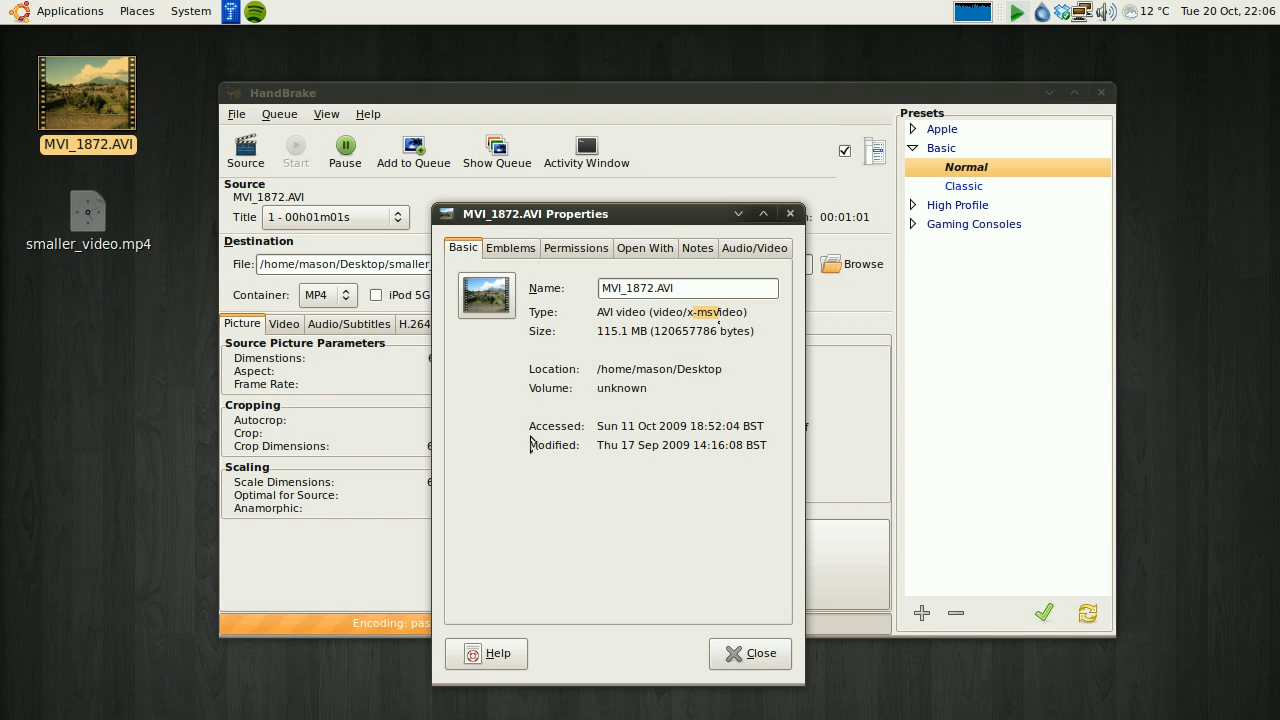 Applications Places System
12 °C Tue 20 Oct, 22:06
MVI_1872.AVI
smaller_video.mp4
HandBrake
File Queue View Help
Source Start Pause Add to Queue Show Queue Activity Window
Source
MVI_1872.AVI
Title 1 - 00h01m01s
00:01:01
Destination
File: /home/mason/Desktop/smaller_
Browse
Container: MP4 iPod 5G
Picture Video Audio/Subtitles H.264
Source Picture Parameters
Dimenstions:
Aspect:
Frame Rate:
Cropping
Autocrop:
Crop:
Crop Dimensions:
Scaling
Scale Dimensions:
Optimal for Source:
Anamorphic:
Encoding: pas
MVI_1872.AVI Properties
Basic Emblems Permissions Open With Notes Audio/Video
Name: MVI_1872.AVI
Type: AVI video (video/x-msvideo)
Size: 115.1 MB (120657786 bytes)
Location: /home/mason/Desktop
Volume: unknown
Accessed: Sun 11 Oct 2009 18:52:04 BST
Modified: Thu 17 Sep 2009 14:16:08 BST
Help Close
Presets
Apple
Basic
Normal
Classic
High Profile
Gaming Consoles